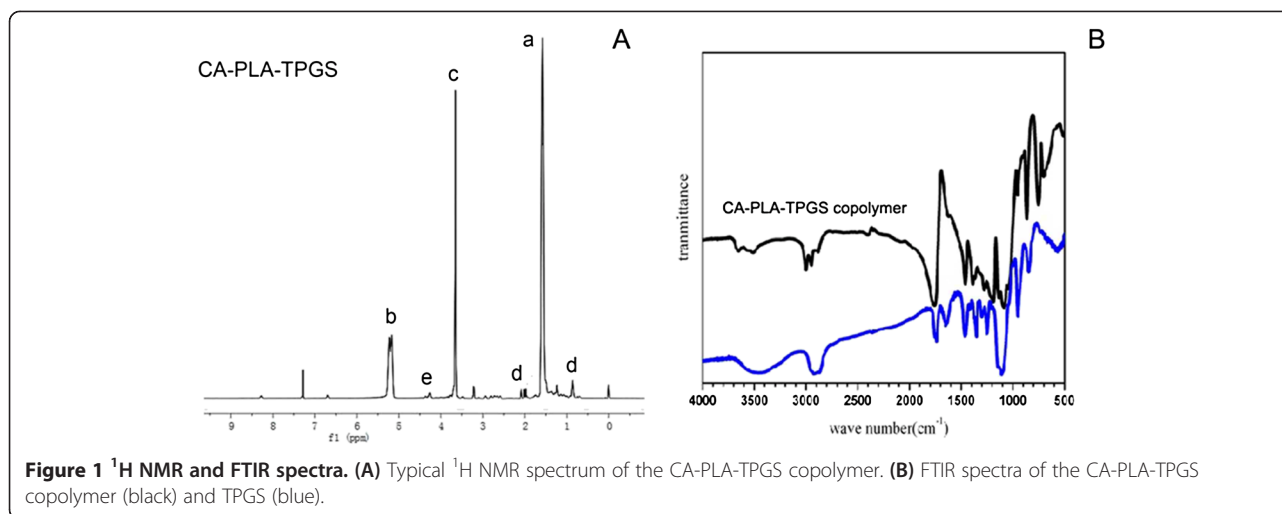 A
CA-PLA-TPGS
a
c
b
e
d
d
9 8 7 6 5 4 3 2 1 0
f1 (ppm)
B
CA-PLA-TPGS copolymer
tranmittance
4000 3500 3000 2500 2000 1500 1000 500
wave number(cm⁻¹)
Figure 1 ¹H NMR and FTIR spectra. (A) Typical ¹H NMR spectrum of the CA-PLA-TPGS copolymer. (B) FTIR spectra of the CA-PLA-TPGS
copolymer (black) and TPGS (blue).